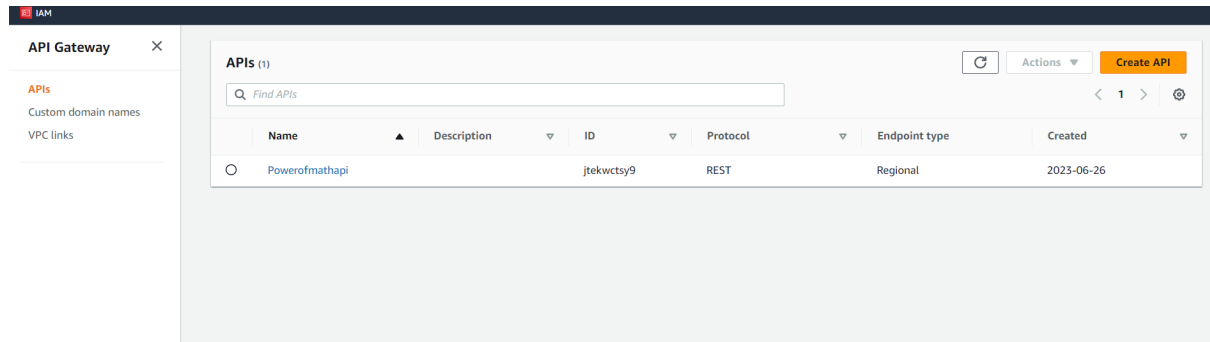 IAM
API Gateway
APIs
Custom domain names
VPC links
APIs (1)
Actions
Create API
Find APIs
1
Name Description ID Protocol Endpoint type Created
Powerofmathapi jtekwctsy9 REST Regional 2023-06-26